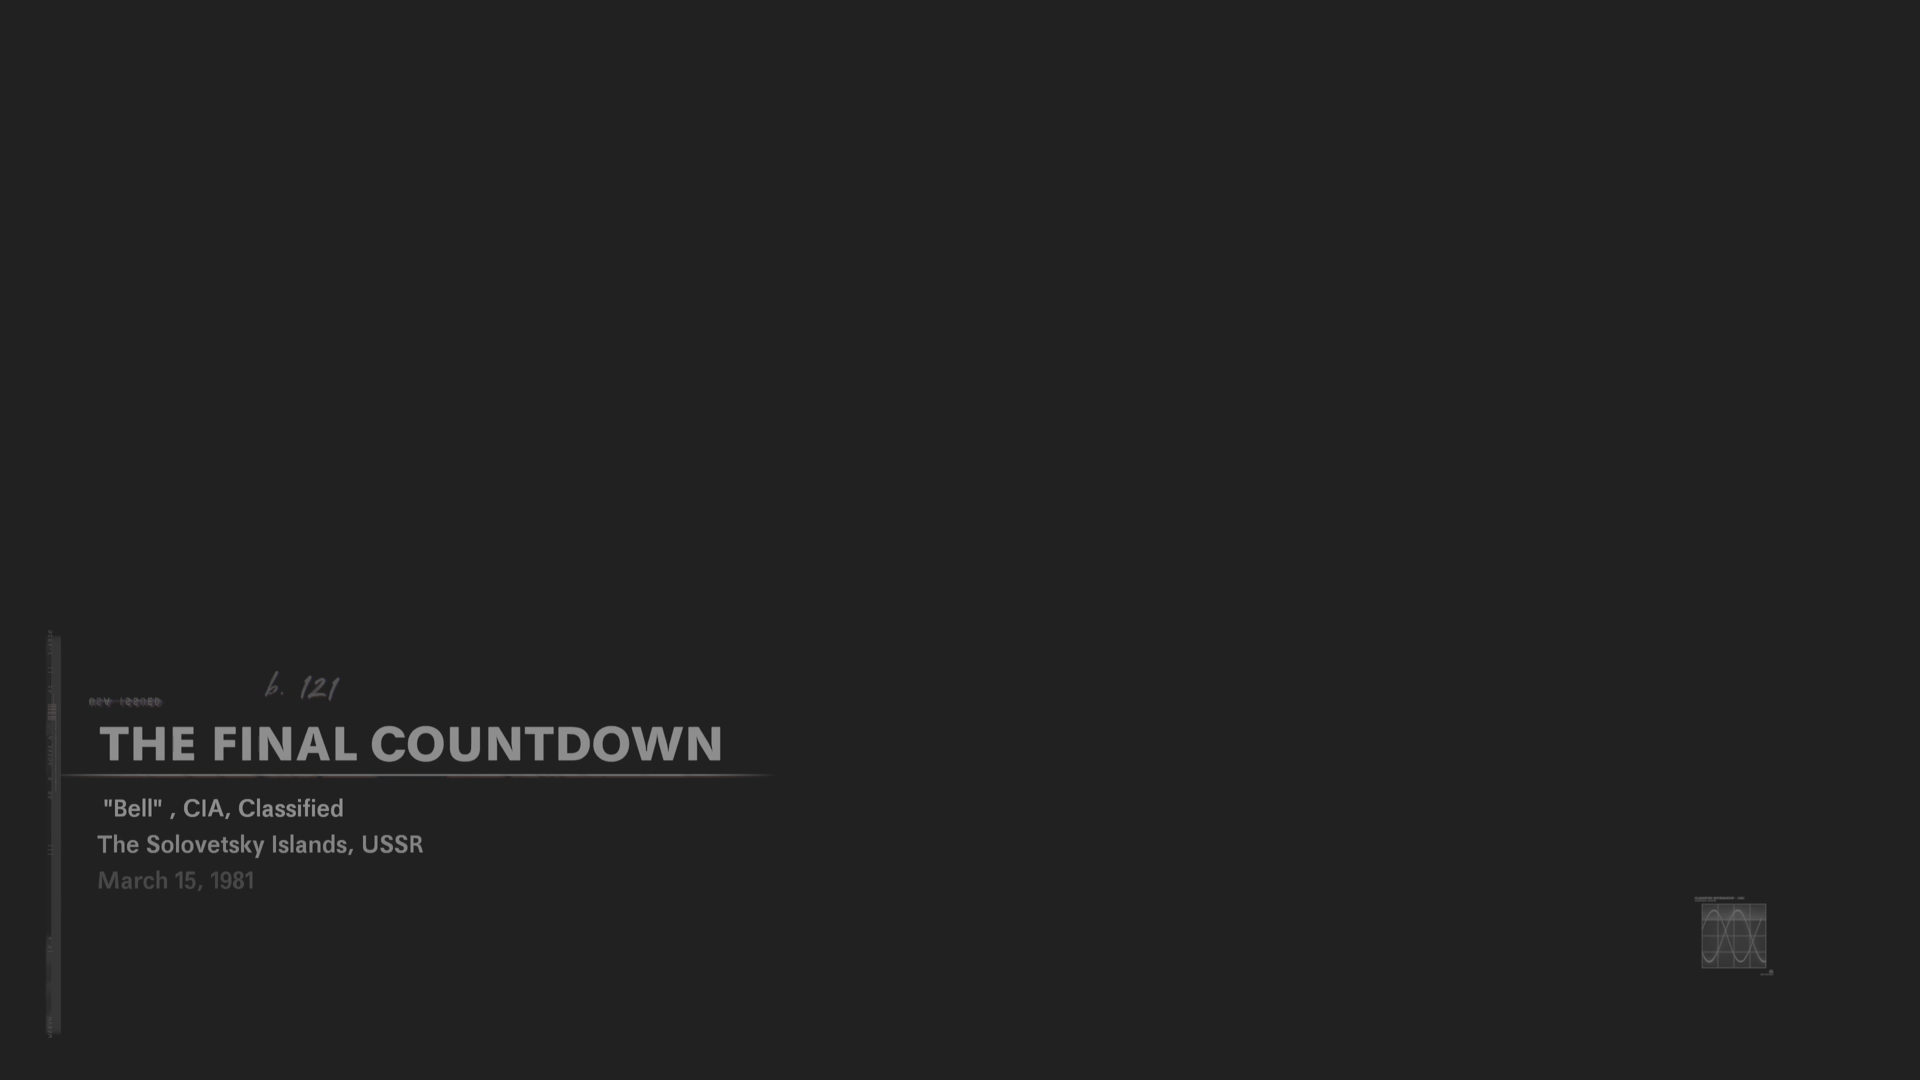 b. 121
THE FINAL COUNTDOWN
"Bell" , CIA, Classified
The Solovetsky Islands, USSR
March 15, 1981